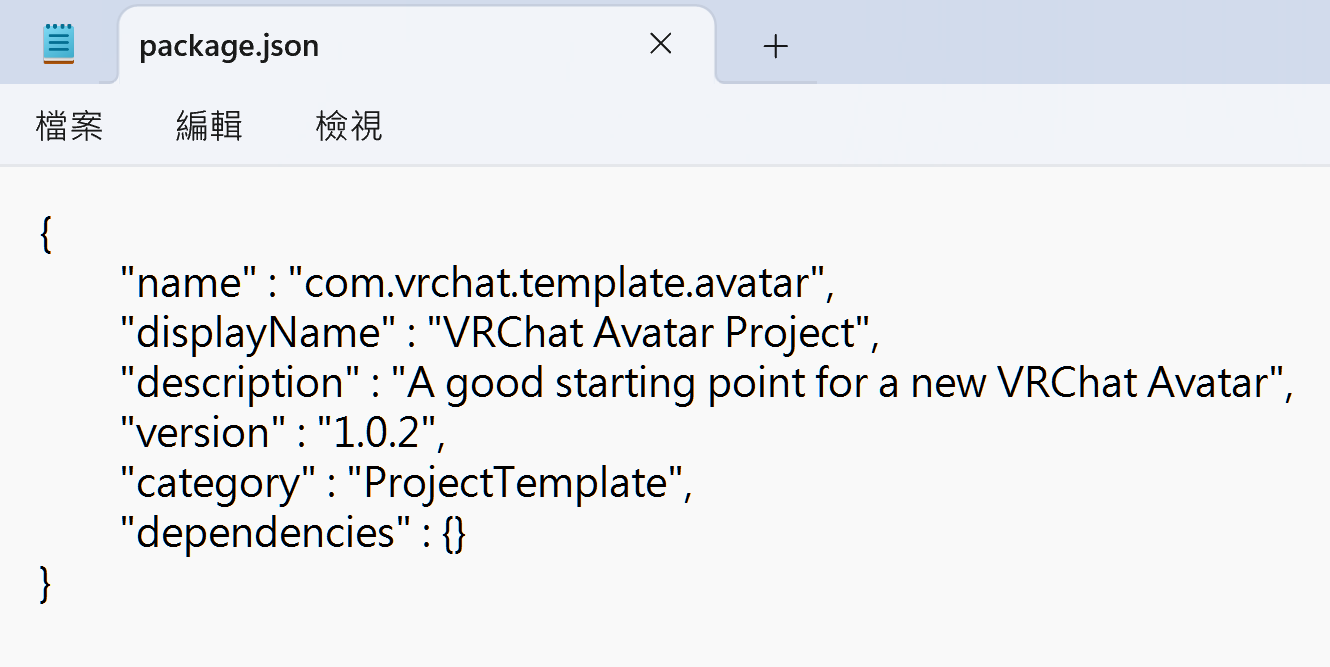 package.json
檔案 編輯 檢視
{
"name" : "com.vrchat.template.avatar",
"displayName" : "VRChat Avatar Project",
"description" : "A good starting point for a new VRChat Avatar",
"version" : "1.0.2",
"category" : "ProjectTemplate",
"dependencies" : {}
}